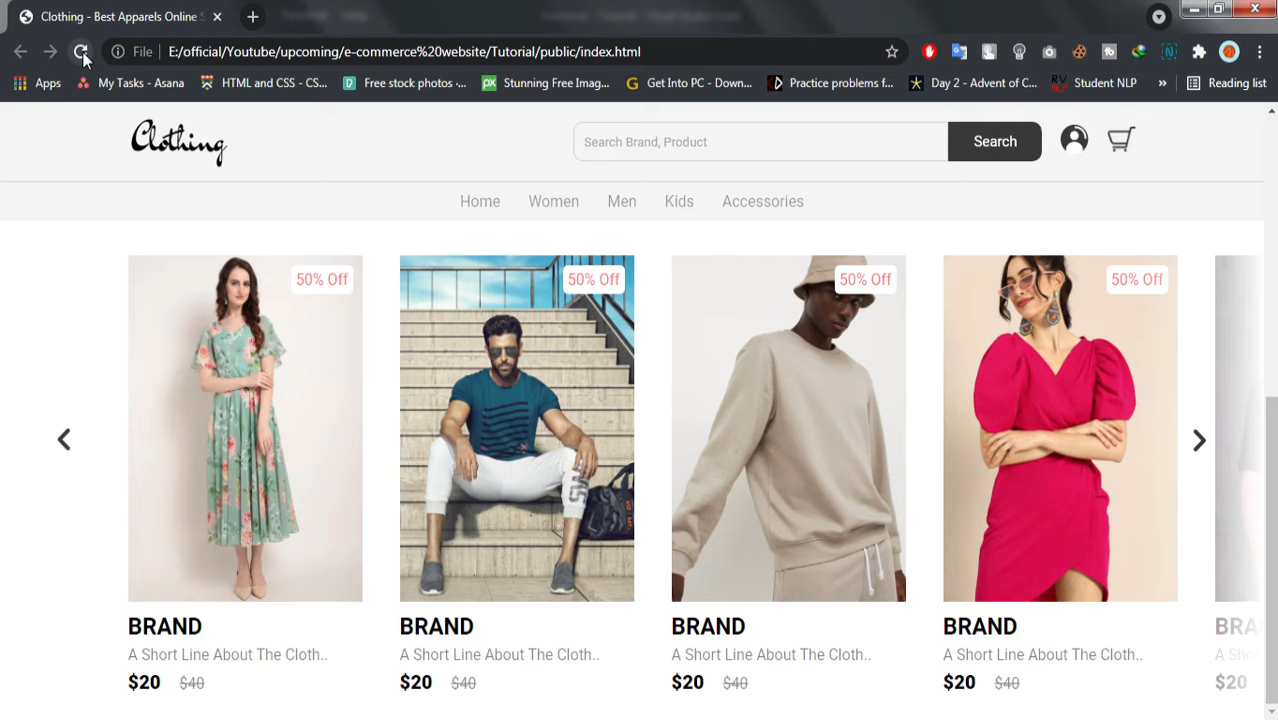 Clothing - Best Apparels Online S
File E:/official/Youtube/upcoming/e-commerce%20website/Tutorial/public/index.html
Apps My Tasks - Asana HTML and CSS - CS... Free stock photos ·... Stunning Free Imag... Get Into PC - Down... Practice problems f... Day 2 - Advent of C... Student NLP » Reading list
Clothing
Search Brand, Product Search
Home Women Men Kids Accessories
50% Off 50% Off 50% Off 50% Off
BRAND BRAND BRAND BRAND BRA
A Short Line About The Cloth.. A Short Line About The Cloth.. A Short Line About The Cloth.. A Short Line About The Cloth.. A Sho
$20 $40 $20 $40 $20 $40 $20 $40 $20